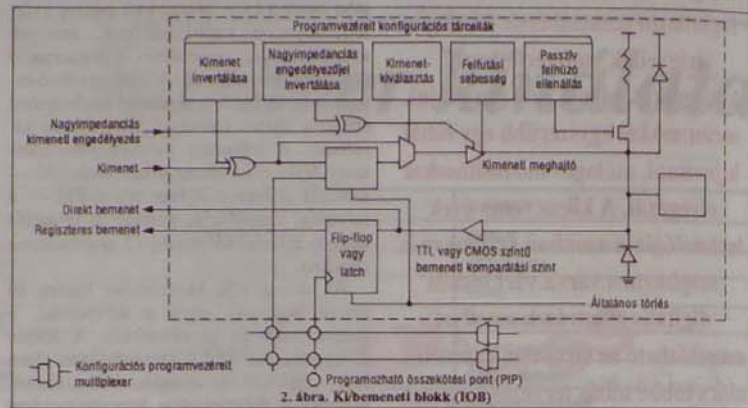 Programvezérelt konfigurációs tárcellák
Kimenet
invertálása
Nagyimpedanciás
engedélyezőjel
invertálása
Kimenet-
kiválasztás
Felfutási
sebesség
Passzív
felhúzó
ellenállás
Nagyimpedanciás
kimeneti engedélyezés
Kimenet
Kimeneti meghajtó
Direkt bemenet
Regiszteres bemenet
Flip-flop
vagy
latch
TTL vagy CMOS szintű
bemeneti komparálási szint
Általános törlés
Konfigurációs programvezérelt
multiplexer
Programozható összekötési pont (PIP)
2. ábra. Ki/bemeneti blokk (IOB)